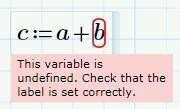 c:=a+b
This variable is
undefined. Check that the
label is set correctly.